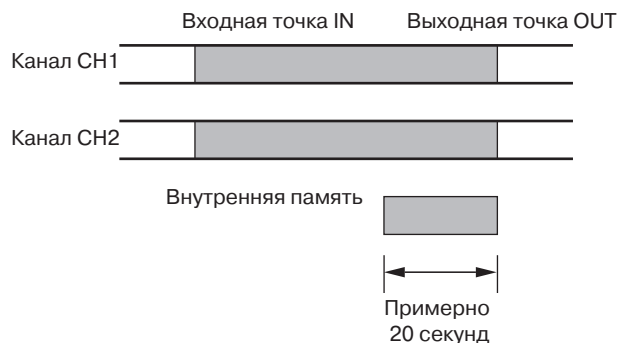 Входная точка IN
Выходная точка OUT
Канал CH1
Канал CH2
Внутренняя память
Примерно
20 секунд